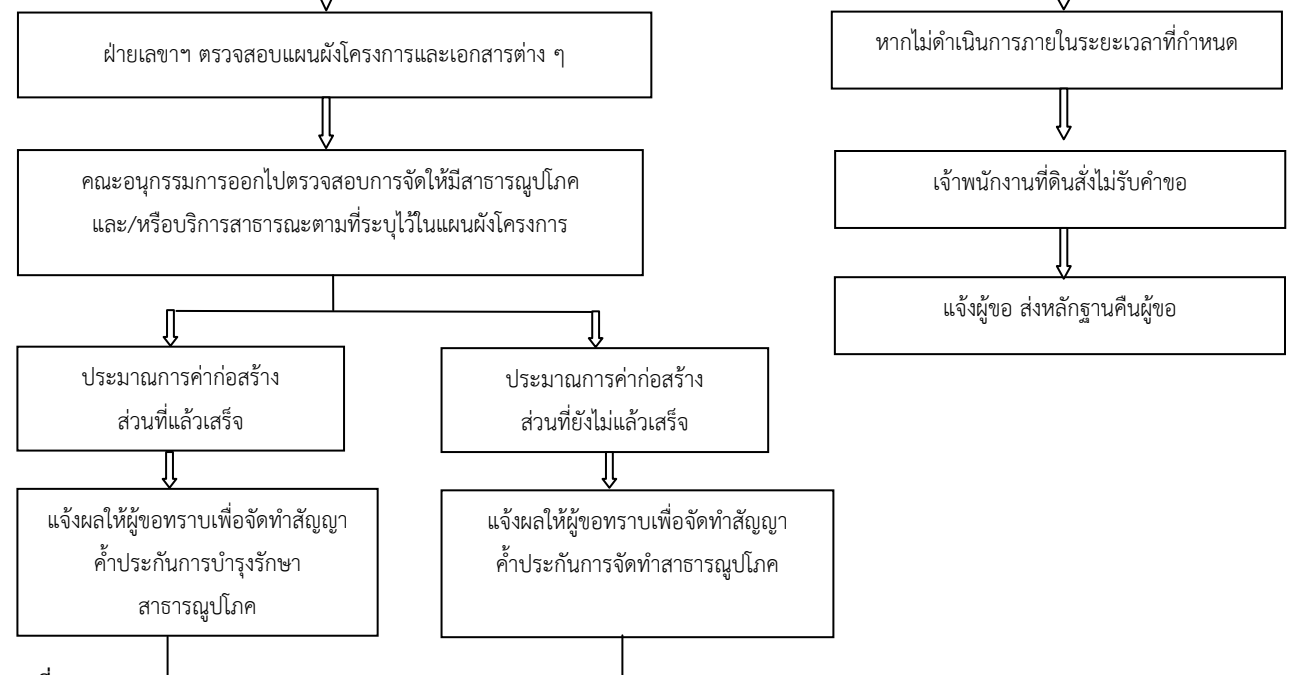 ฝ่ายเลขาฯ ตรวจสอบแผนผังโครงการและเอกสารต่าง ๆ
คณะอนุกรรมการออกไปตรวจสอบการจัดให้มีสาธารณูปโภค
และ/หรือบริการสาธารณะตามที่ระบุไว้ในแผนผังโครงการ
ประมาณการค่าก่อสร้าง
ส่วนที่แล้วเสร็จ
ประมาณการค่าก่อสร้าง
ส่วนที่ยังไม่แล้วเสร็จ
แจ้งผลให้ผู้ขอทราบเพื่อจัดทำสัญญา
ค้ำประกันการบำรุงรักษา
สาธารณูปโภค
แจ้งผลให้ผู้ขอทราบเพื่อจัดทำสัญญา
ค้ำประกันการจัดทำสาธารณูปโภค
หากไม่ดำเนินการภายในระยะเวลาที่กำหนด
เจ้าพนักงานที่ดินสั่งไม่รับคำขอ
แจ้งผู้ขอ ส่งหลักฐานคืนผู้ขอ